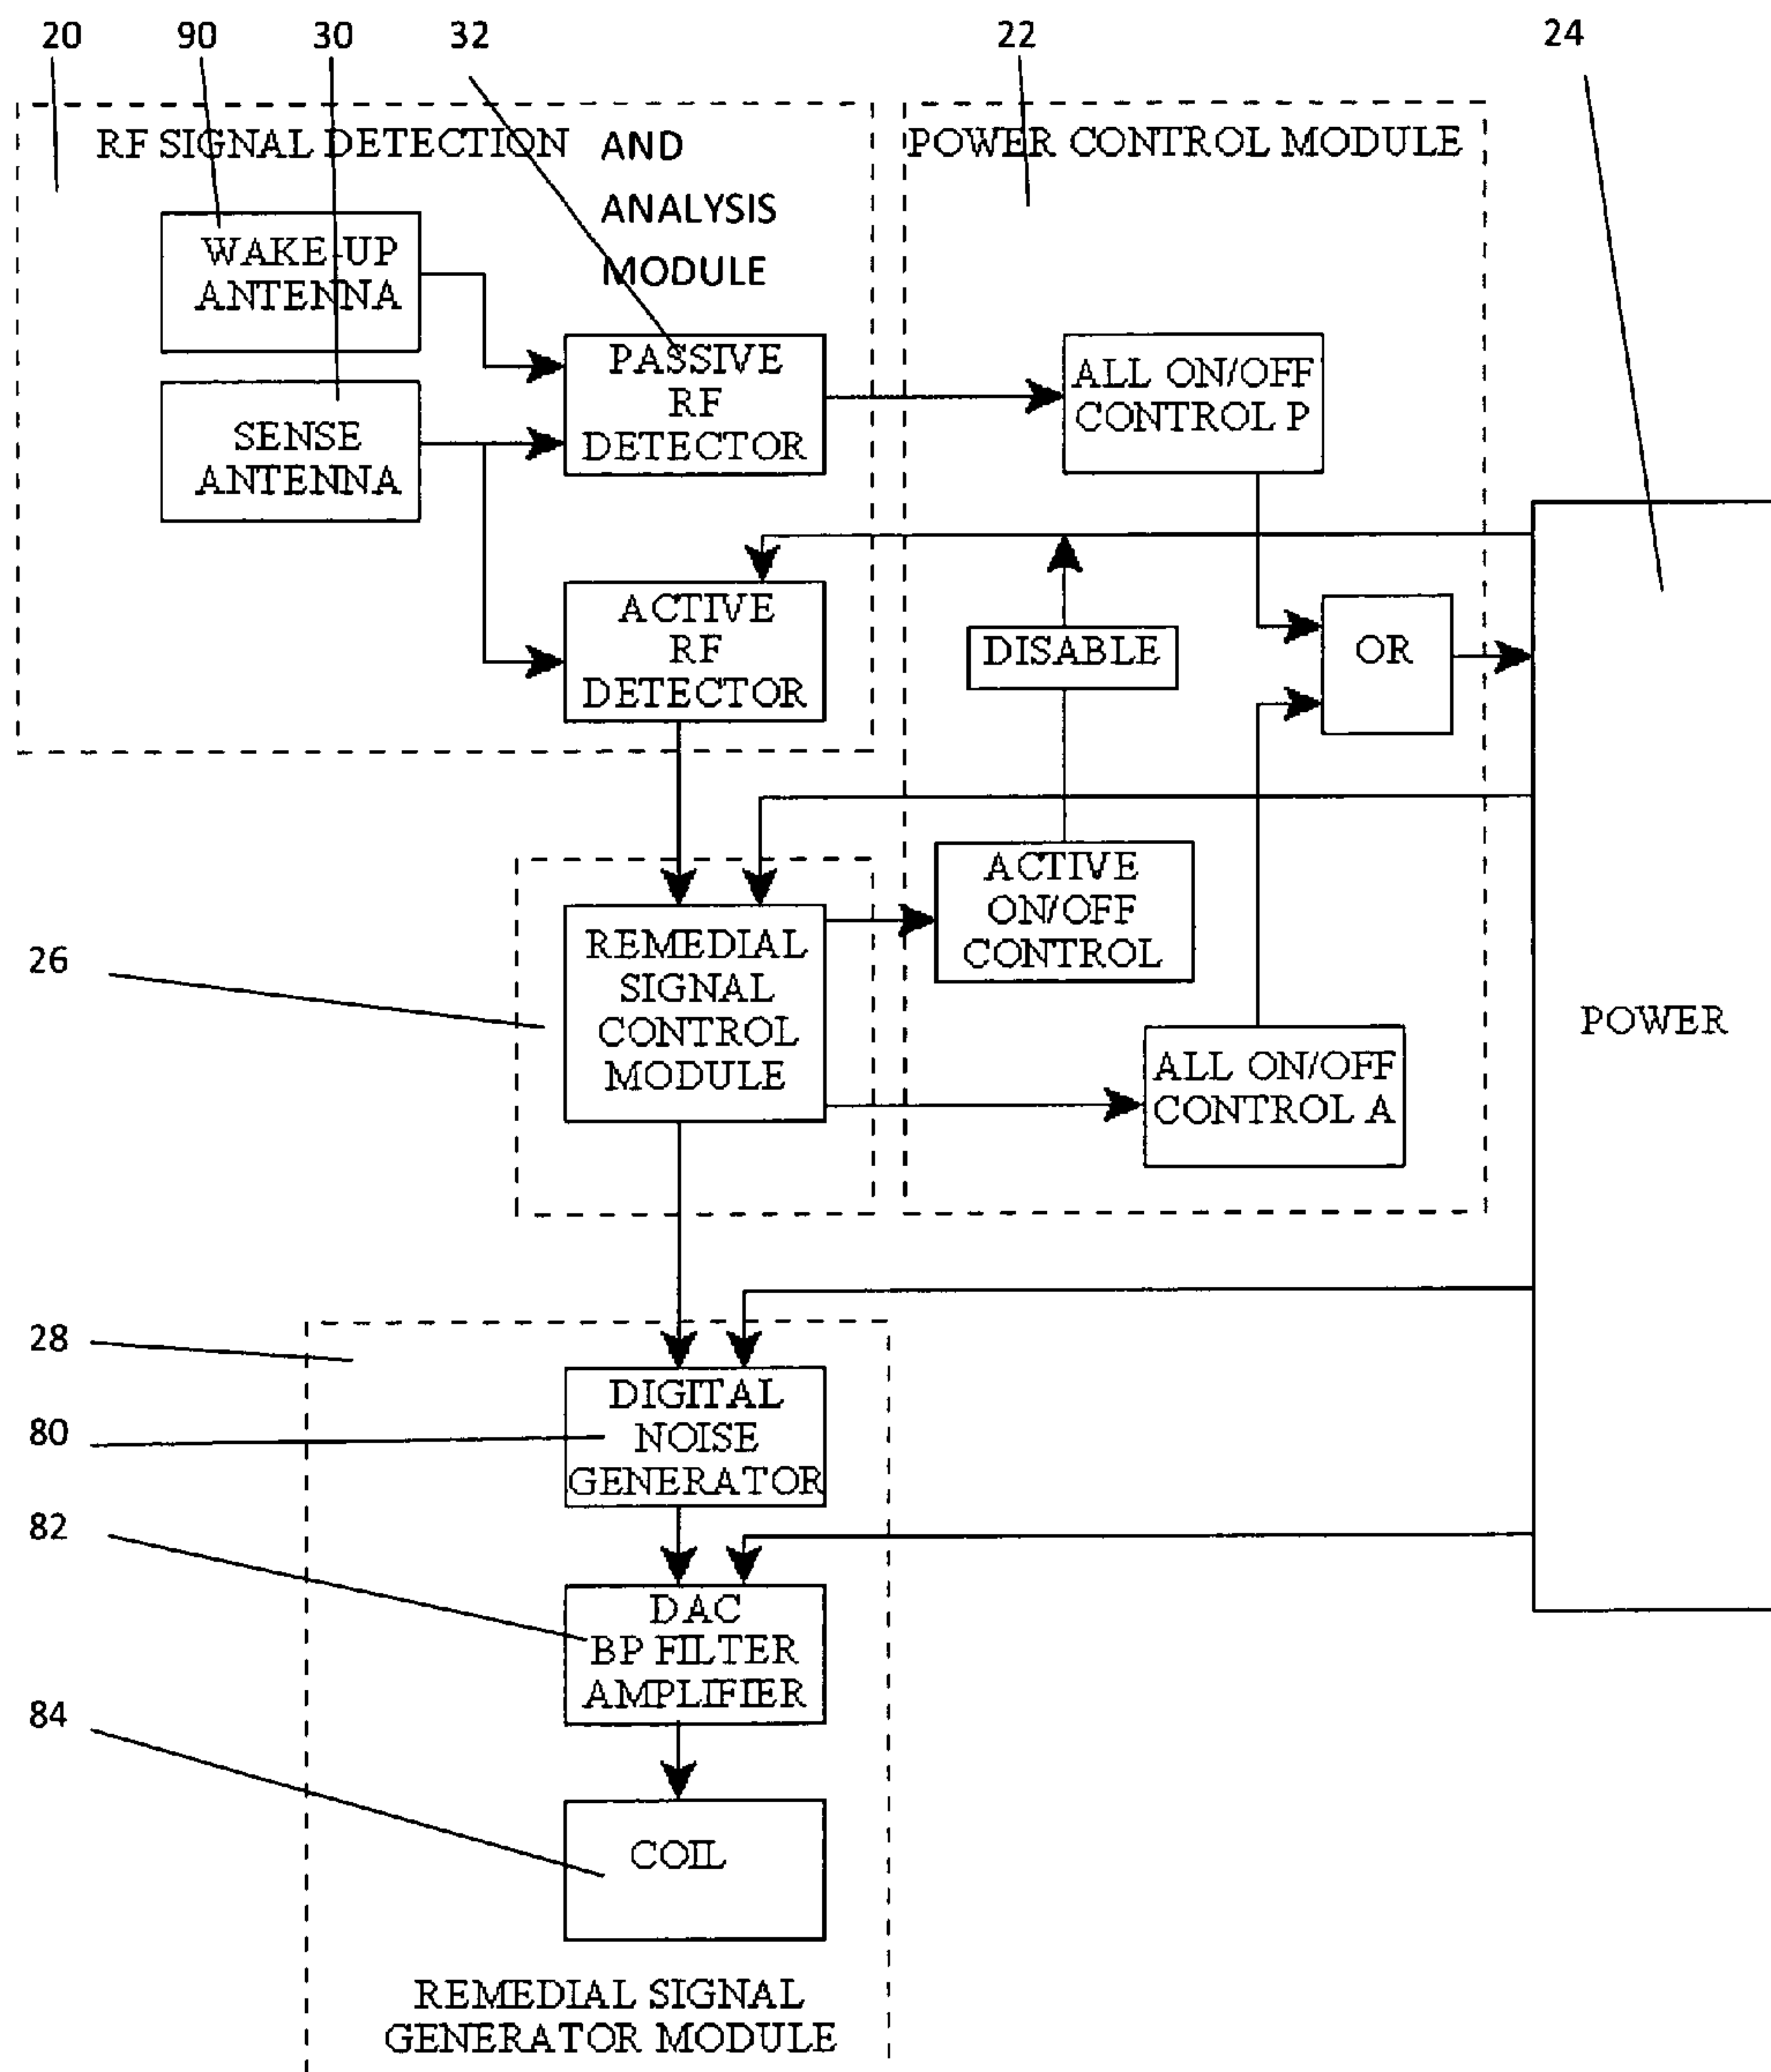 20 90 30 32 22 24
RF SIGNAL DETECTION AND
ANALYSIS
MODULE
POWER CONTROL MODULE
WAKE-UP
ANTENNA
SENSE
ANTENNA
PASSIVE
RF
DETECTOR
ALL ON/OFF
CONTROL P
ACTIVE
RF
DETECTOR
DISABLE
OR
26
REMEDIAL
SIGNAL
CONTROL
MODULE
ACTIVE
ON/OFF
CONTROL
ALL ON/OFF
CONTROL A
POWER
28
80
DIGITAL
NOISE
GENERATOR
82
DAC
BP FILTER
AMPLIFIER
84
COIL
REMEDIAL SIGNAL
GENERATOR MODULE